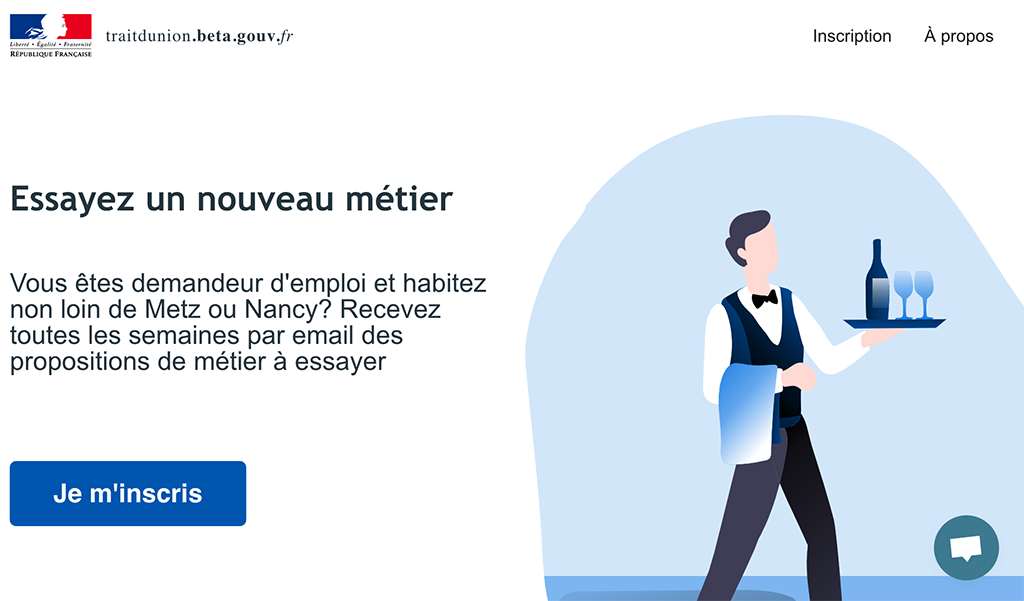 traitdunion.beta.gouv.fr
Inscription
À propos
Liberté • Égalité • Fraternité
RÉPUBLIQUE FRANÇAISE
Essayez un nouveau métier
Vous êtes demandeur d'emploi et habitez
non loin de Metz ou Nancy? Recevez
toutes les semaines par email des
propositions de métier à essayer
Je m'inscris